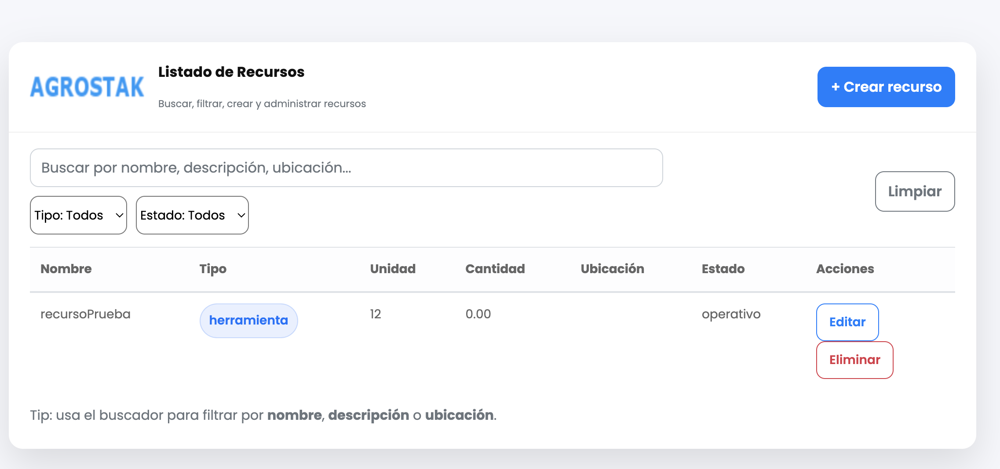 AGROSTAK
Listado de Recursos
Buscar, filtrar, crear y administrar recursos
+ Crear recurso
Buscar por nombre, descripción, ubicación...
Limpiar
Tipo: Todos
Estado: Todos
Nombre Tipo Unidad Cantidad Ubicación Estado Acciones
recursoPrueba herramienta 12 0.00 operativo Editar
Eliminar
Tip: usa el buscador para filtrar por nombre, descripción o ubicación.